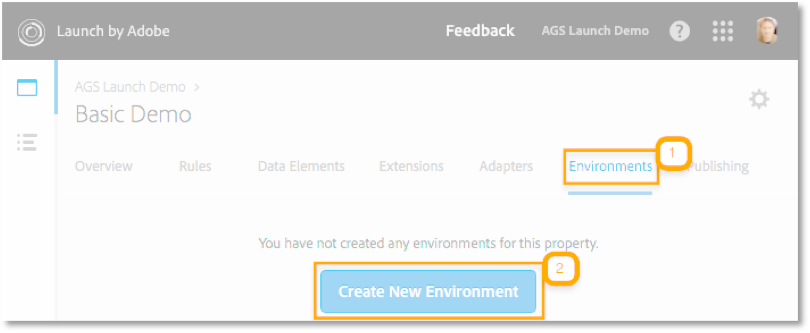 Launch by Adobe Feedback AGS Launch Demo ?
AGS Launch Demo >
Basic Demo
1
Overview Rules Data Elements Extensions Adapters Environments Publishing
You have not created any environments for this property.
2
Create New Environment